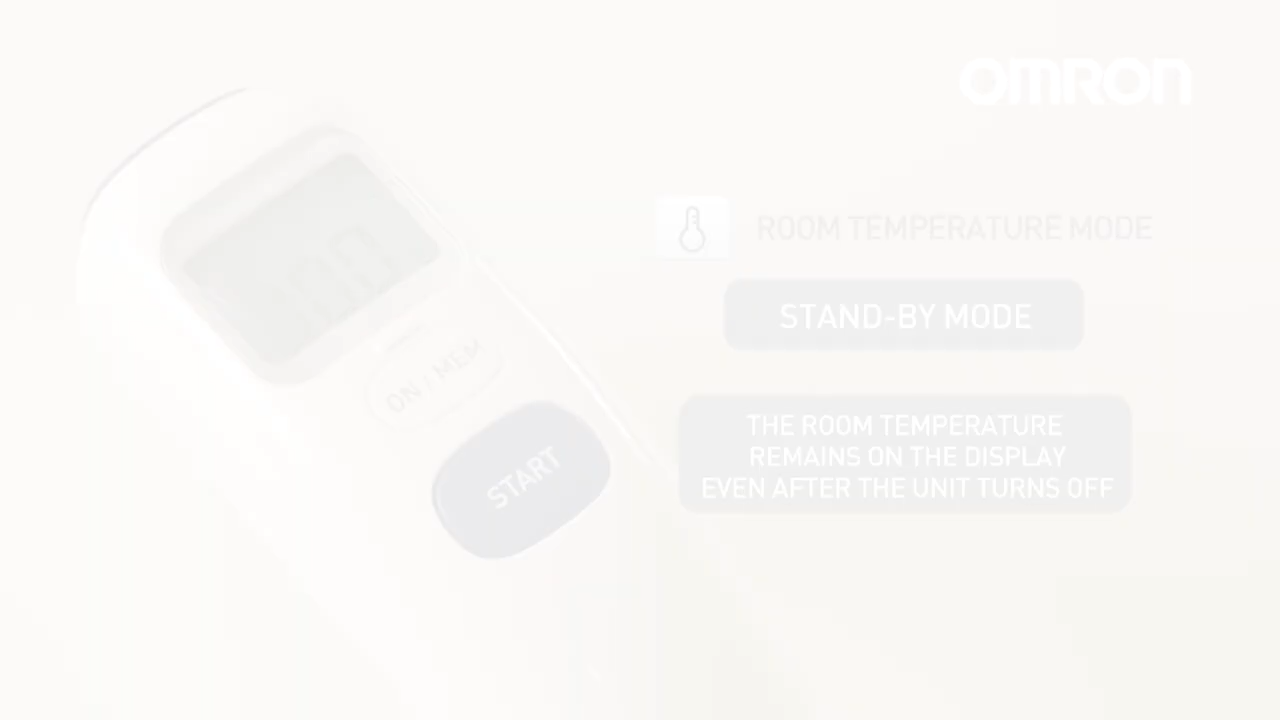 OMRON
ROOM TEMPERATURE MODE
STAND-BY MODE
THE ROOM TEMPERATURE
REMAINS ON THE DISPLAY
EVEN AFTER THE UNIT TURNS OFF
ON / MEM
START